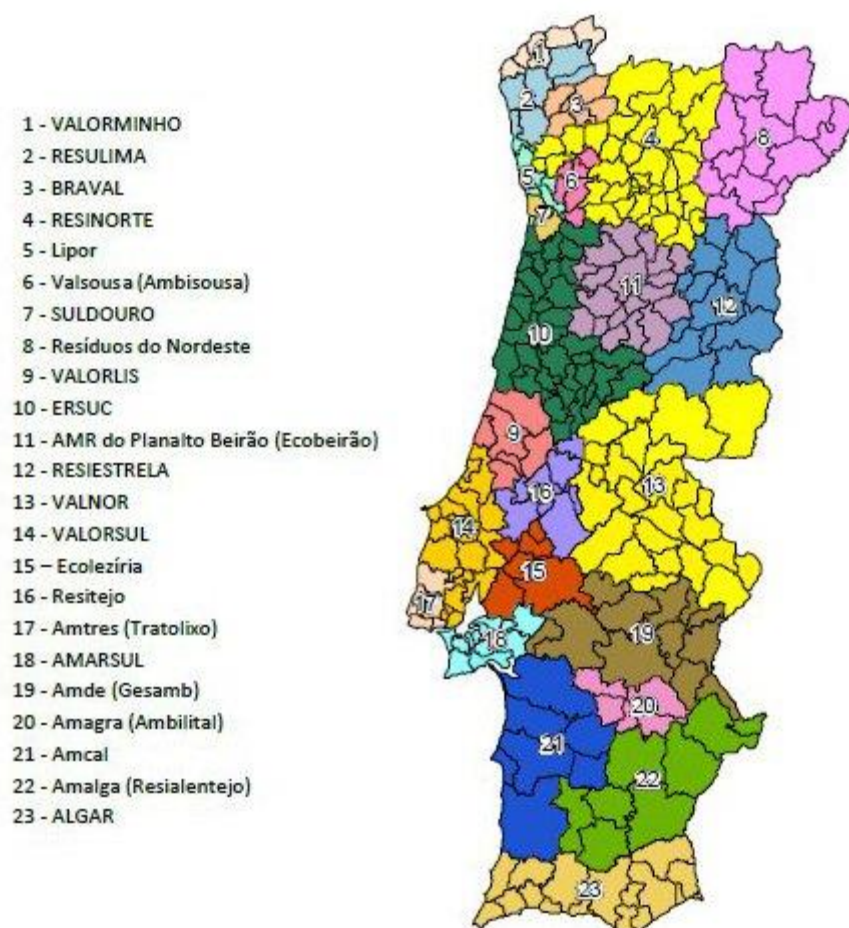 1 - VALORMINHO
2 - RESULIMA
3 - BRAVAL
4 - RESINORTE
5 - Lipor
6 - Valsousa (Ambisousa)
7 - SULDOURO
8 - Resíduos do Nordeste
9 - VALORLIS
10 - ERSUC
11 - AMR do Planalto Beirão (Ecobeirão)
12 - RESIESTRELA
13 - VALNOR
14 - VALORSUL
15 – Ecolezíria
16 - Resitejo
17 - Amtres (Tratolixo)
18 - AMARSUL
19 - Amde (Gesamb)
20 - Amagra (Ambilital)
21 - Amcal
22 - Amalga (Resialentejo)
23 - ALGAR
1
2
3
4
8
5
6
7
11
12
10
9
13
16
14
15
17
18
19
20
21
22
23